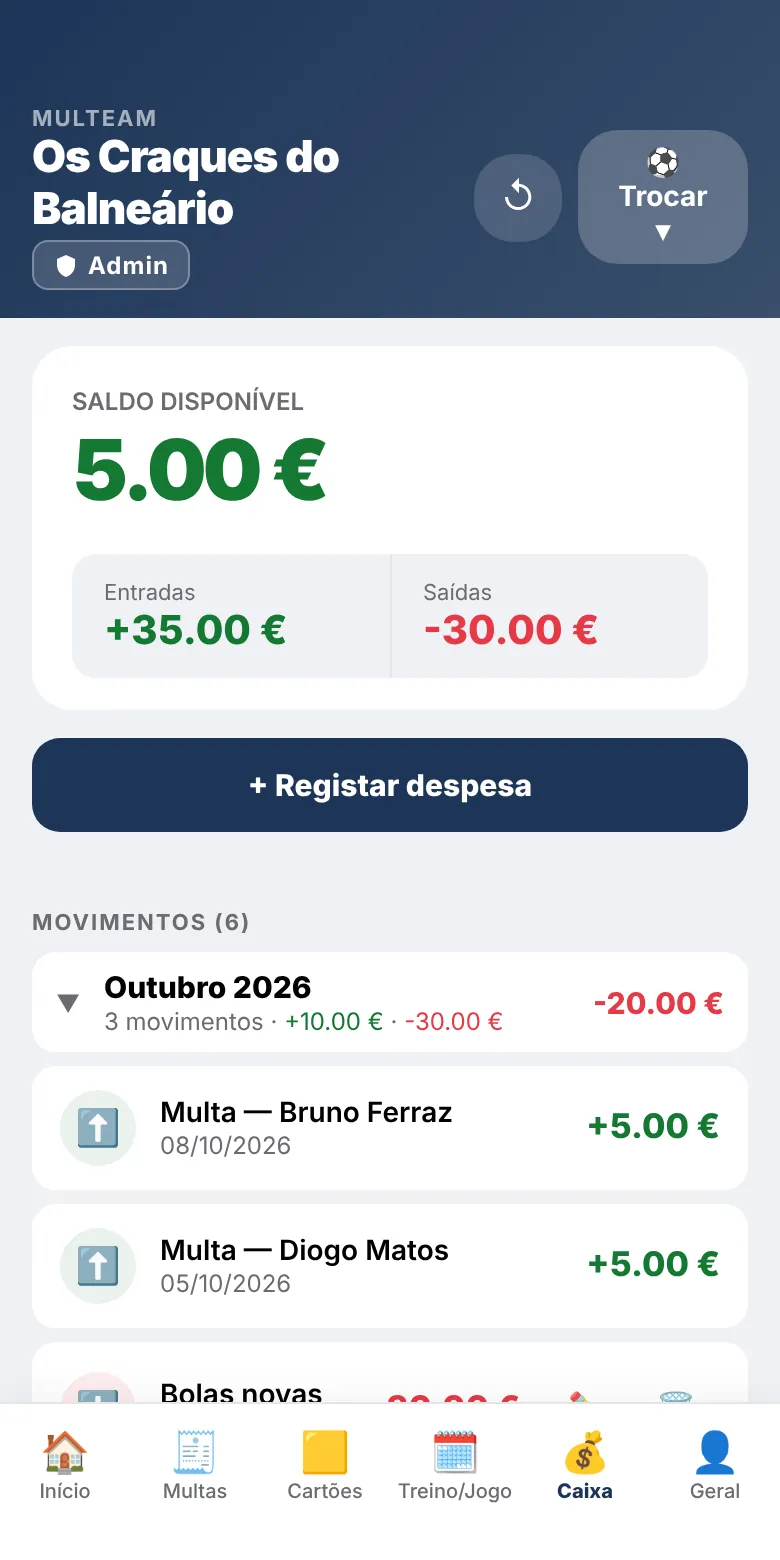 MULTEAM
Os Craques do
Balneário
Admin
Trocar
▼
SALDO DISPONÍVEL
5.00 €
Entradas
+35.00 €
Saídas
-30.00 €
+ Registar despesa
MOVIMENTOS (6)
▼ Outubro 2026
3 movimentos · +10.00 € · -30.00 €
-20.00 €
Multa — Bruno Ferraz
08/10/2026
+5.00 €
Multa — Diogo Matos
05/10/2026
+5.00 €
Bolas novas
Início
Multas
Cartões
Treino/Jogo
Caixa
Geral